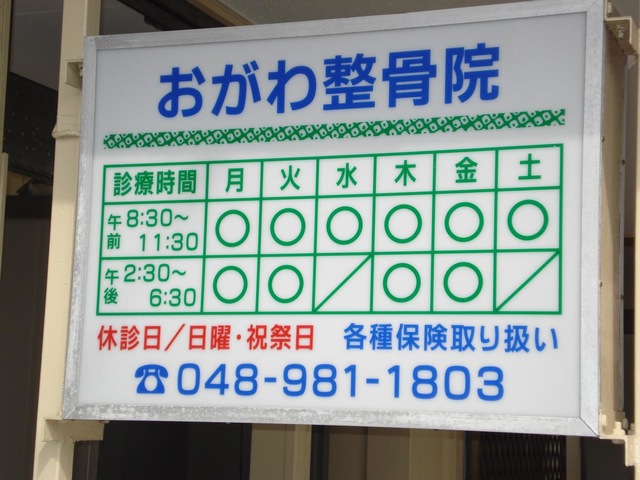 おがわ整骨院
診療時間 月 火 水 木 金 土
午前 8:30～11:30 ○ ○ ○ ○ ○ ○
午後 2:30～6:30 ○ ○ ／ ○ ○ ／
休診日／日曜・祝祭日 各種保険取り扱い
☎048-981-1803